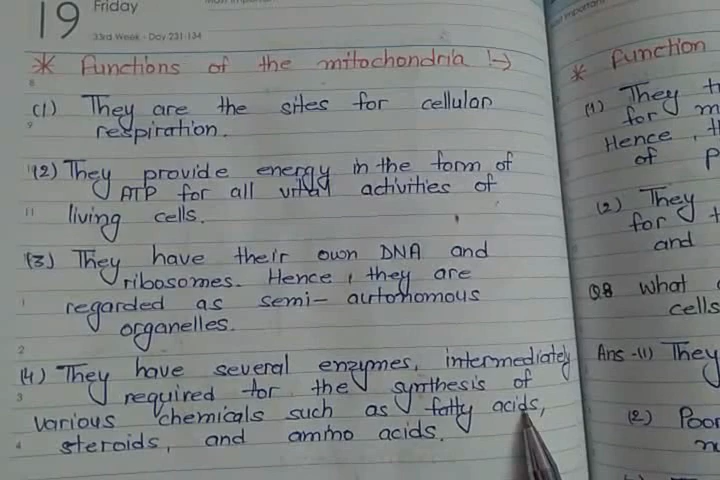 19 Friday
33rd Week - Day 231-134
* Functions of the mitochondria !→
(1) They are the sites for cellular
respiration.
(2) They provide energy in the form of
ATP for all vital activities of
living cells.
(3) They have their own DNA and
ribosomes. Hence, they are
regarded as semi-autonomous
organelles.
(4) They have several enzymes, intermediately
required for the synthesis of
various chemicals such as fatty acids,
steroids, and amino acids.
important
* Function
(1) They
for
Hence,
of
(2) They
for
and
Q8 What
cells
Ans -(1) They
(2) Poor